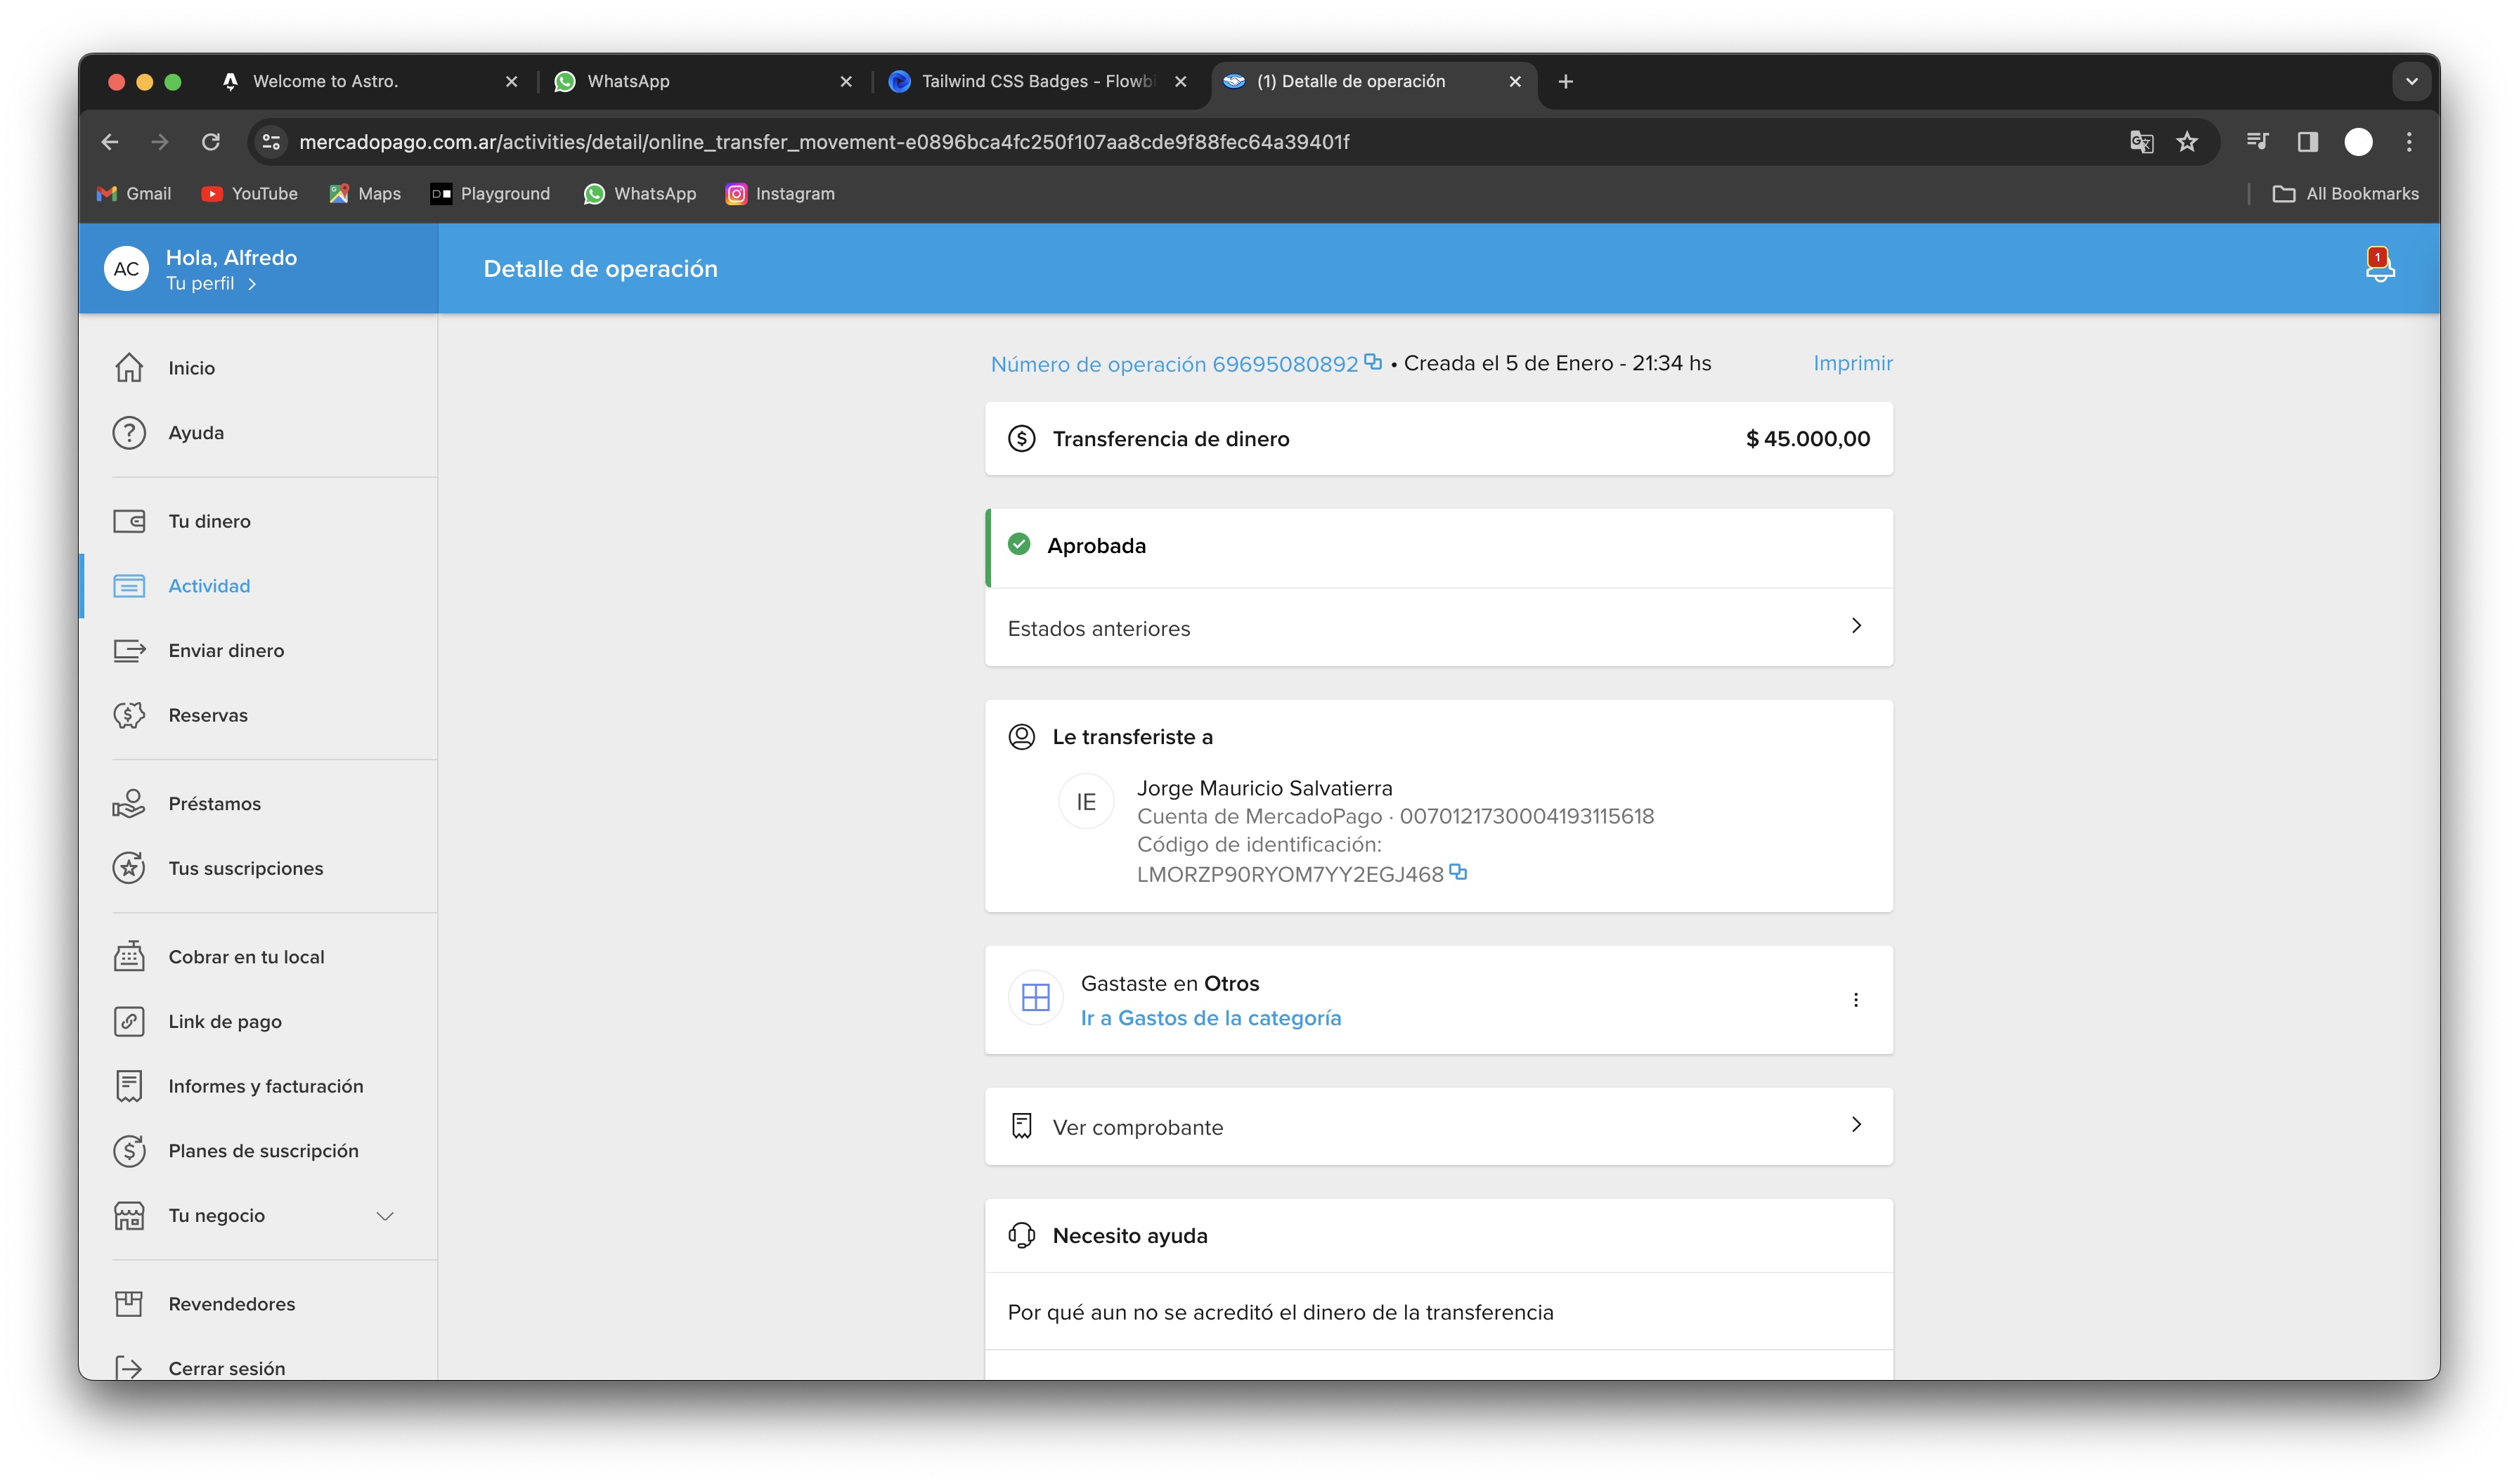 Welcome to Astro.
WhatsApp
Tailwind CSS Badges - Flowbi
(1) Detalle de operación
mercadopago.com.ar/activities/detail/online_transfer_movement-e0896bca4fc250f107aa8cde9f88fec64a39401f
Gmail
YouTube
Maps
Playground
WhatsApp
Instagram
All Bookmarks
AC
Hola, Alfredo
Tu perfil
Detalle de operación
1
Inicio
Ayuda
Tu dinero
Actividad
Enviar dinero
Reservas
Préstamos
Tus suscripciones
Cobrar en tu local
Link de pago
Informes y facturación
Planes de suscripción
Tu negocio
Revendedores
Cerrar sesión
Número de operación 69695080892 • Creada el 5 de Enero - 21:34 hs
Imprimir
Transferencia de dinero
$ 45.000,00
Aprobada
Estados anteriores
Le transferiste a
IE
Jorge Mauricio Salvatierra
Cuenta de MercadoPago · 0070121730004193115618
Código de identificación:
LMORZP90RYOM7YY2EGJ468
Gastaste en Otros
Ir a Gastos de la categoría
Ver comprobante
Necesito ayuda
Por qué aun no se acreditó el dinero de la transferencia